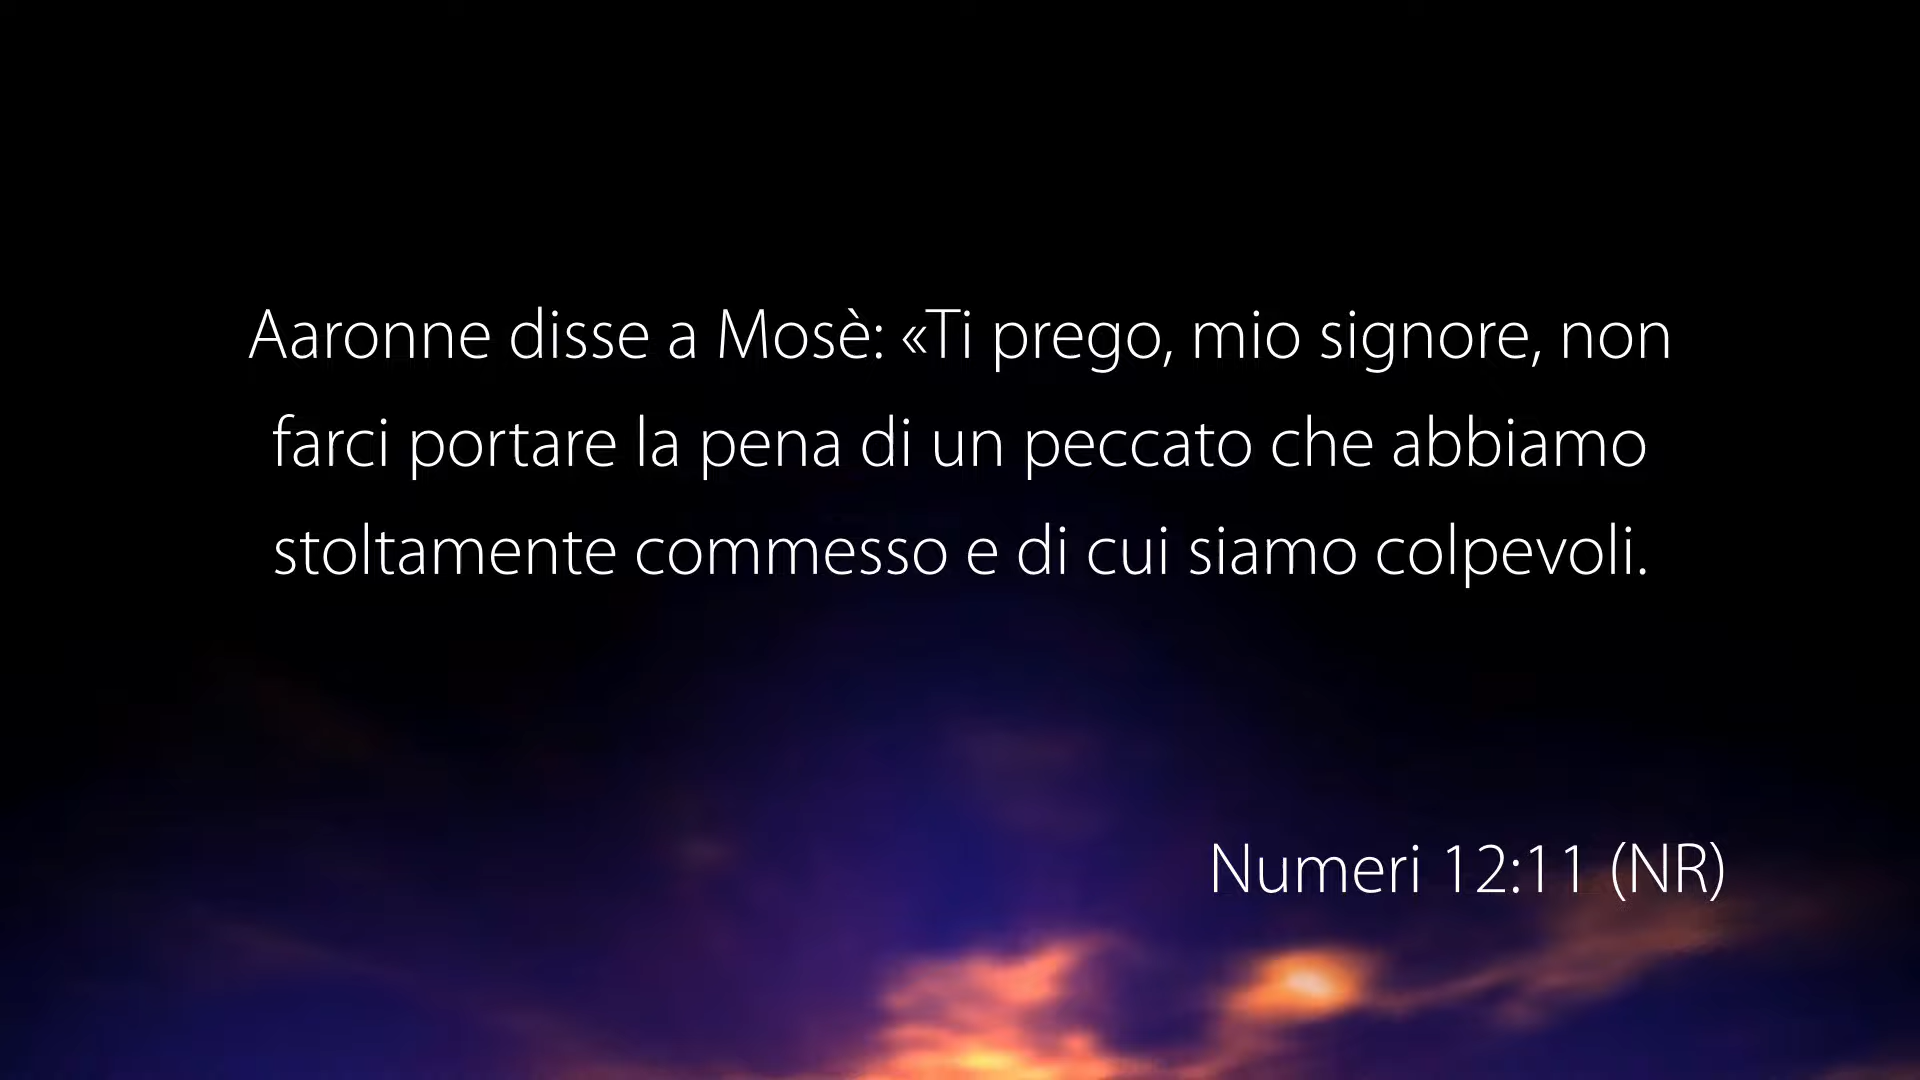 Aaronne disse a Mosè: «Ti prego, mio signore, non
farci portare la pena di un peccato che abbiamo
stoltamente commesso e di cui siamo colpevoli.
Numeri 12:11 (NR)